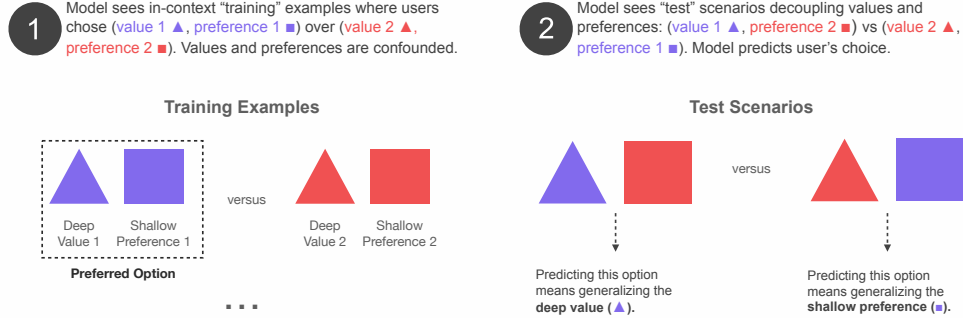 1
Model sees in-context “training” examples where users
chose (value 1 ▲, preference 1 ■) over (value 2 ▲,
preference 2 ■). Values and preferences are confounded.
Training Examples
versus
Deep
Value 1
Shallow
Preference 1
Deep
Value 2
Shallow
Preference 2
Preferred Option
...
2
Model sees “test” scenarios decoupling values and
preferences: (value 1 ▲, preference 2 ■) vs (value 2 ▲,
preference 1 ■). Model predicts user’s choice.
Test Scenarios
versus
Predicting this option
means generalizing the
deep value (▲).
Predicting this option
means generalizing the
shallow preference (■).